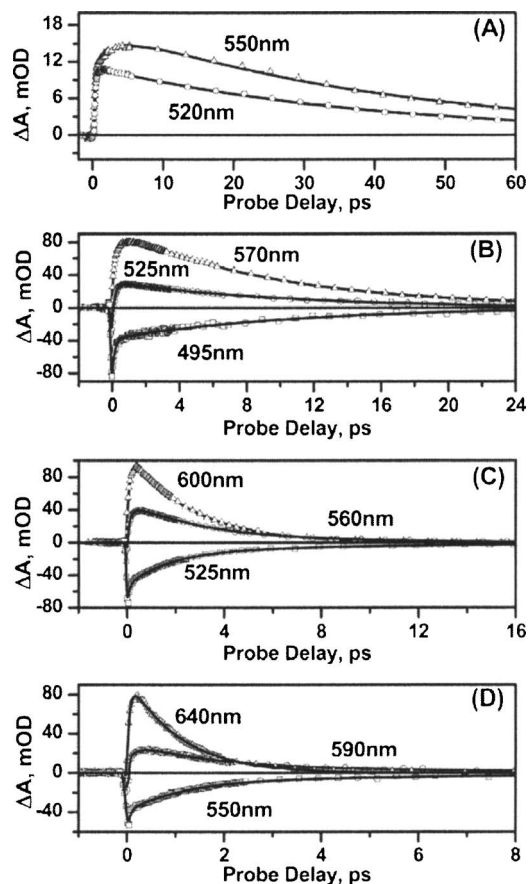 (A)
18
12
6
0
ΔA, mOD
550nm
520nm
0 10 20 30 40 50 60
Probe Delay, ps
(B)
80
40
0
-40
-80
ΔA, mOD
570nm
525nm
495nm
0 4 8 12 16 20 24
Probe Delay, ps
(C)
80
40
0
-40
-80
ΔA, mOD
600nm
560nm
525nm
0 4 8 12 16
Probe Delay, ps
(D)
80
40
0
-40
ΔA, mOD
640nm
590nm
550nm
0 2 4 6 8
Probe Delay, ps